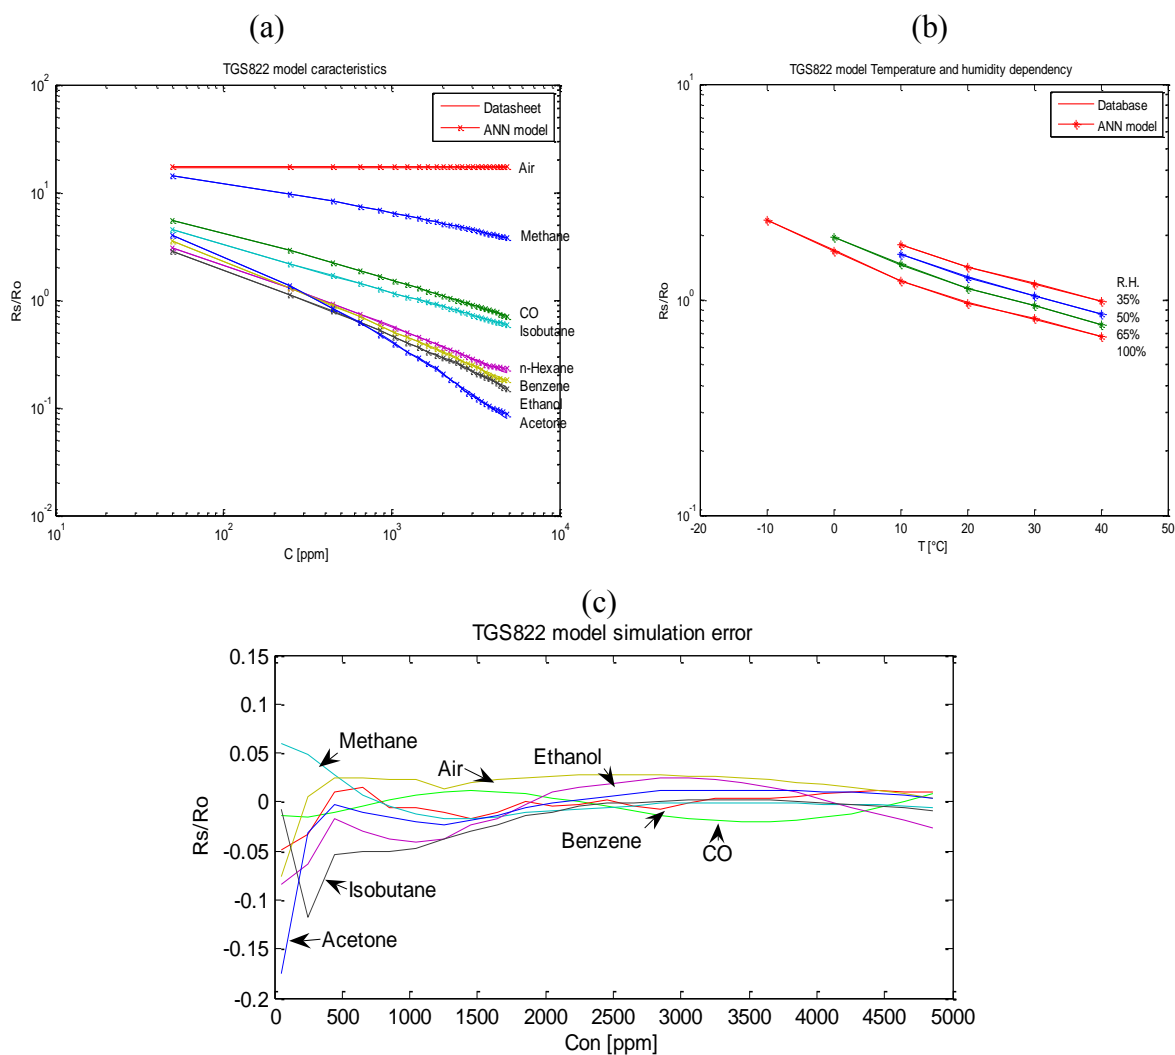 (a)
TGS822 model caracteristics
Datasheet
ANN model
10^2
10^1
10^0
10^-1
10^-2
Rs/Ro
Air
Methane
CO
Isobutane
n-Hexane
Benzene
Ethanol
Acetone
10^1
10^2
10^3
10^4
C [ppm]
(b)
TGS822 model Temperature and humidity dependency
Database
ANN model
10^1
10^0
10^-1
Rs/Ro
R.H.
35%
50%
65%
100%
-20
-10
0
10
20
30
40
50
T [°C]
(c)
TGS822 model simulation error
0.15
0.1
0.05
0
-0.05
-0.1
-0.15
-0.2
Rs/Ro
Methane
Air
Ethanol
Benzene
CO
Isobutane
Acetone
0
500
1000
1500
2000
2500
3000
3500
4000
4500
5000
Con [ppm]